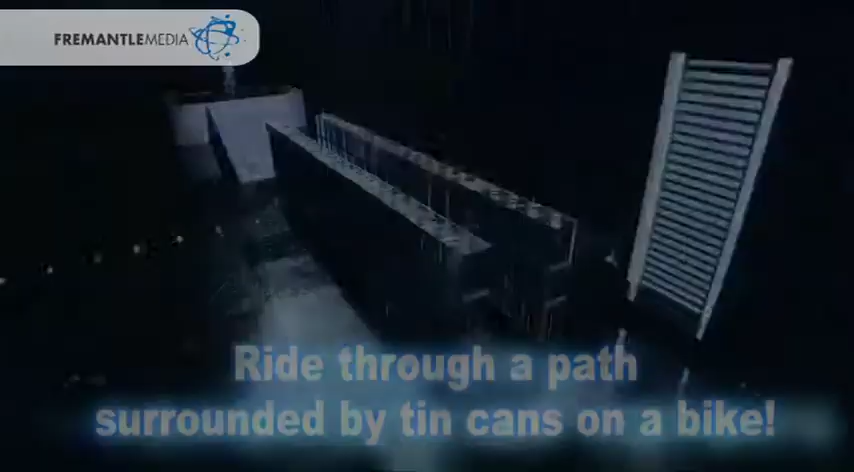 FREMANTLEMEDIA
Ride through a path
surrounded by tin cans on a bike!